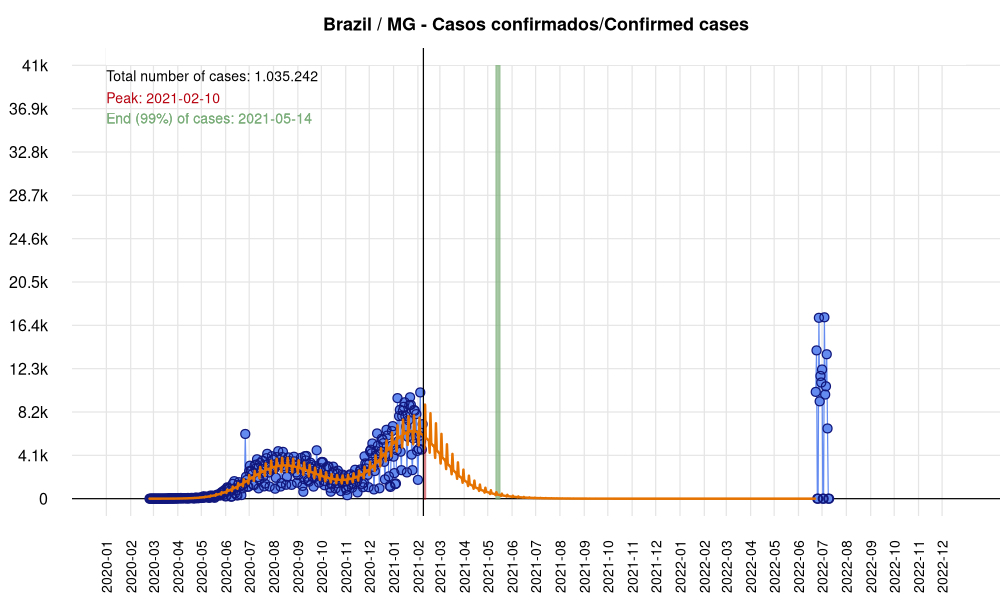 Brazil / MG - Casos confirmados/Confirmed cases
Total number of cases: 1.035.242
Peak: 2021-02-10
End (99%) of cases: 2021-05-14
41k
36.9k
32.8k
28.7k
24.6k
20.5k
16.4k
12.3k
8.2k
4.1k
0
2020-01
2020-02
2020-03
2020-04
2020-05
2020-06
2020-07
2020-08
2020-09
2020-10
2020-11
2020-12
2021-01
2021-02
2021-03
2021-04
2021-05
2021-06
2021-07
2021-08
2021-09
2021-10
2021-11
2021-12
2022-01
2022-02
2022-03
2022-04
2022-05
2022-06
2022-07
2022-08
2022-09
2022-10
2022-11
2022-12